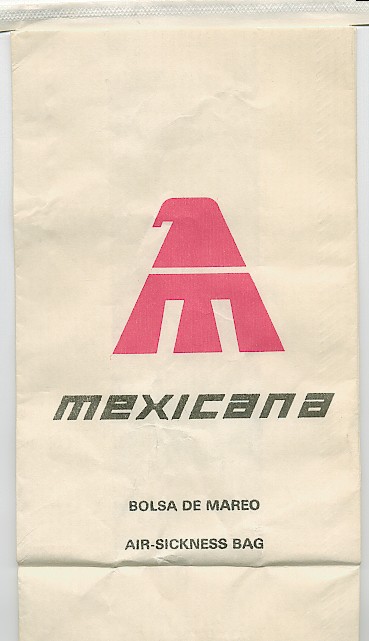 mexicana
BOLSA DE MAREO
AIR-SICKNESS BAG